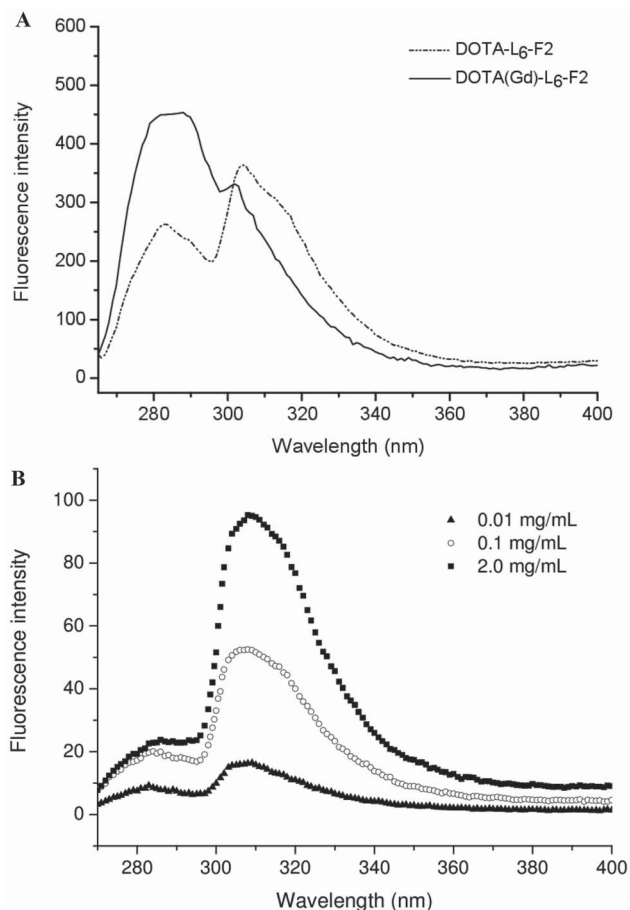 A
DOTA-L6-F2
DOTA(Gd)-L6-F2
600
500
400
300
200
100
0
Fluorescence intensity
280 300 320 340 360 380 400
Wavelength (nm)
B
0.01 mg/mL
0.1 mg/mL
2.0 mg/mL
100
80
60
40
20
0
Fluorescence intensity
280 300 320 340 360 380 400
Wavelength (nm)